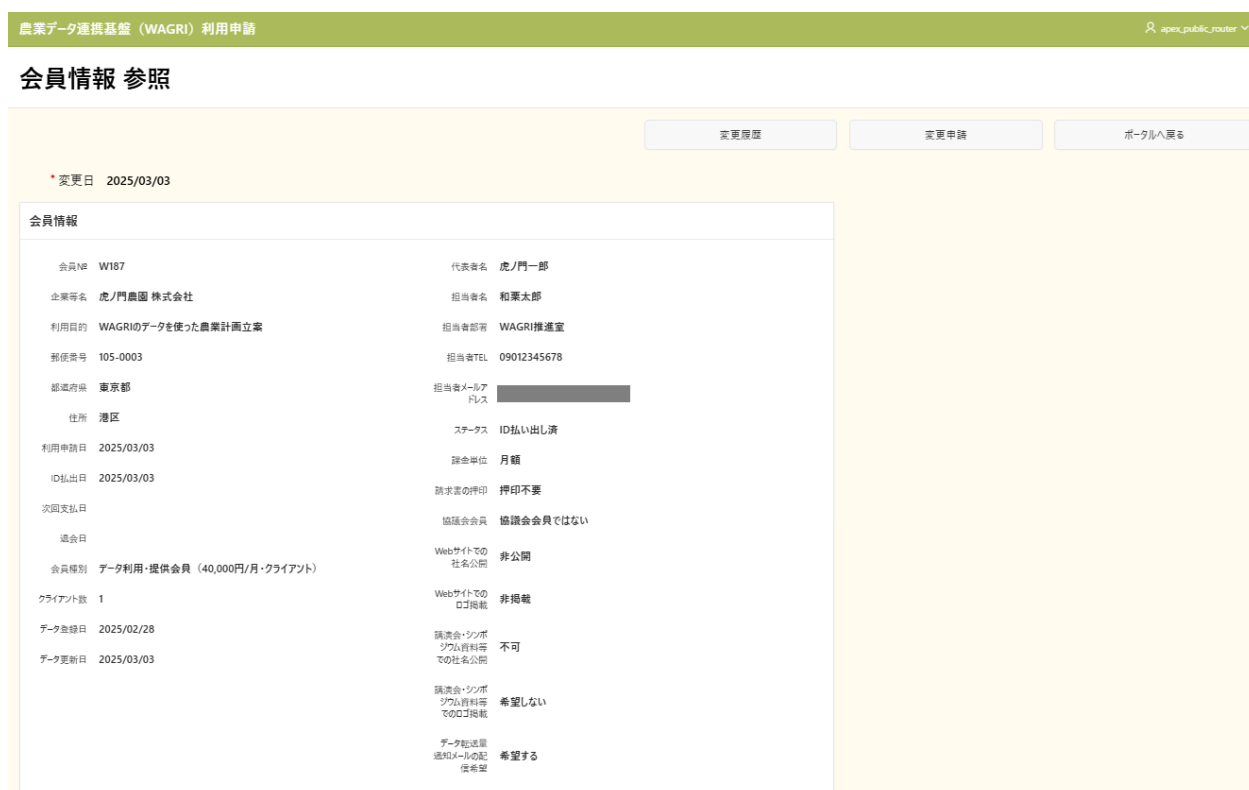 農業データ連携基盤（WAGRI）利用申請
apex_public_router
会員情報 参照
変更履歴
変更申請
ポータルへ戻る
*変更日 2025/03/03
会員情報
会員№ W187
企業等名 虎ノ門農園 株式会社
利用目的 WAGRIのデータを使った農業計画立案
郵便番号 105-0003
都道府県 東京都
住所 港区
利用申請日 2025/03/03
ID払出日 2025/03/03
次回支払日
退会日
会員種別 データ利用・提供会員（40,000円/月・クライアント）
クライアント数 1
データ登録日 2025/02/28
データ更新日 2025/03/03
代表者名 虎ノ門一郎
担当者名 和栗太郎
担当者部署 WAGRI推進室
担当者TEL 09012345678
担当者メールア
ドレス
ステータス ID払い出し済
課金単位 月額
請求書の押印 押印不要
協議会会員 協議会会員ではない
Webサイトでの
社名公開 非公開
Webサイトでの
ロゴ掲載 非掲載
講演会・シンポ
ジウム資料等 不可
での社名公開
講演会・シンポ
ジウム資料等 希望しない
でのロゴ掲載
データ転送量
通知メールの配 希望する
信希望